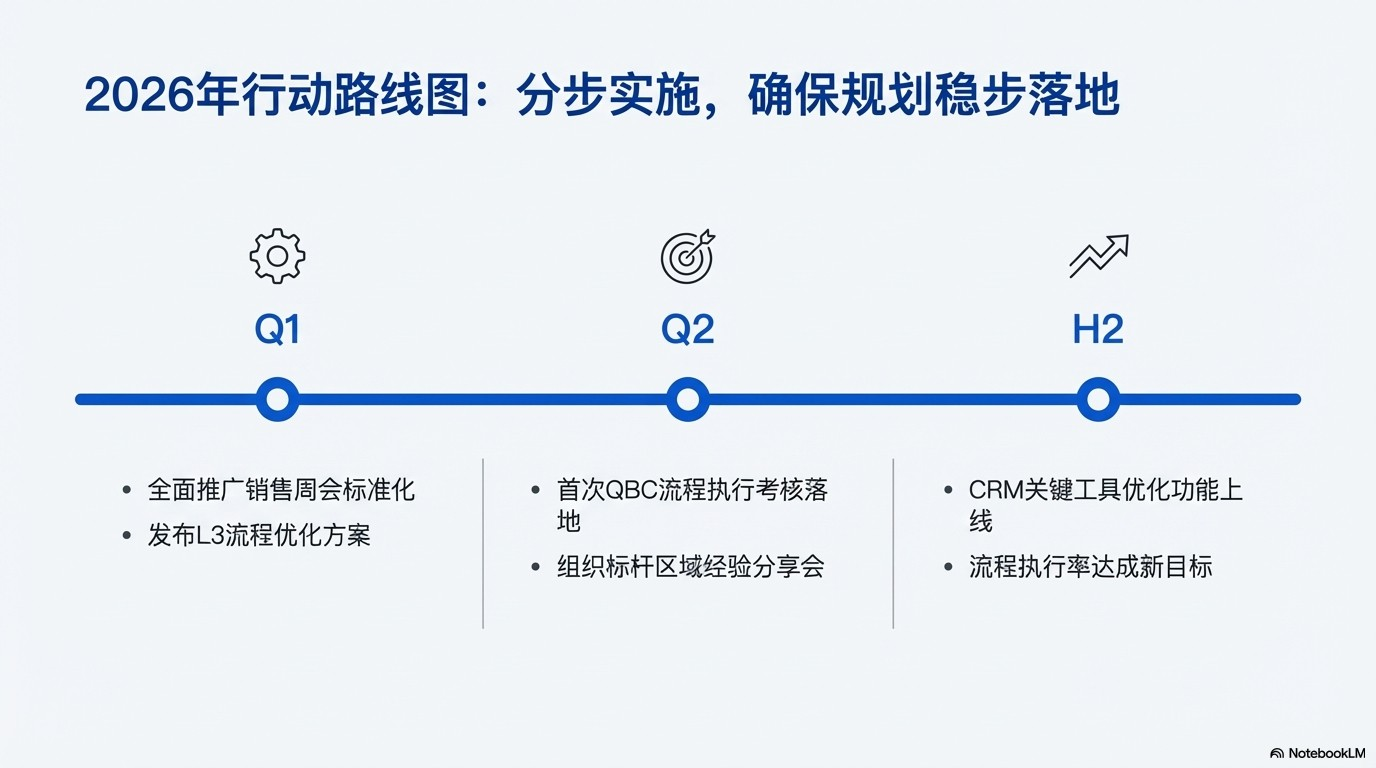 2026年行动路线图：分步实施，确保规划稳步落地
Q1
Q2
H2
• 全面推广销售周会标准化
• 发布L3流程优化方案
• 首次QBC流程执行考核落
地
• 组织标杆区域经验分享会
• CRM关键工具优化功能上
线
• 流程执行率达成新目标
NotebookLM